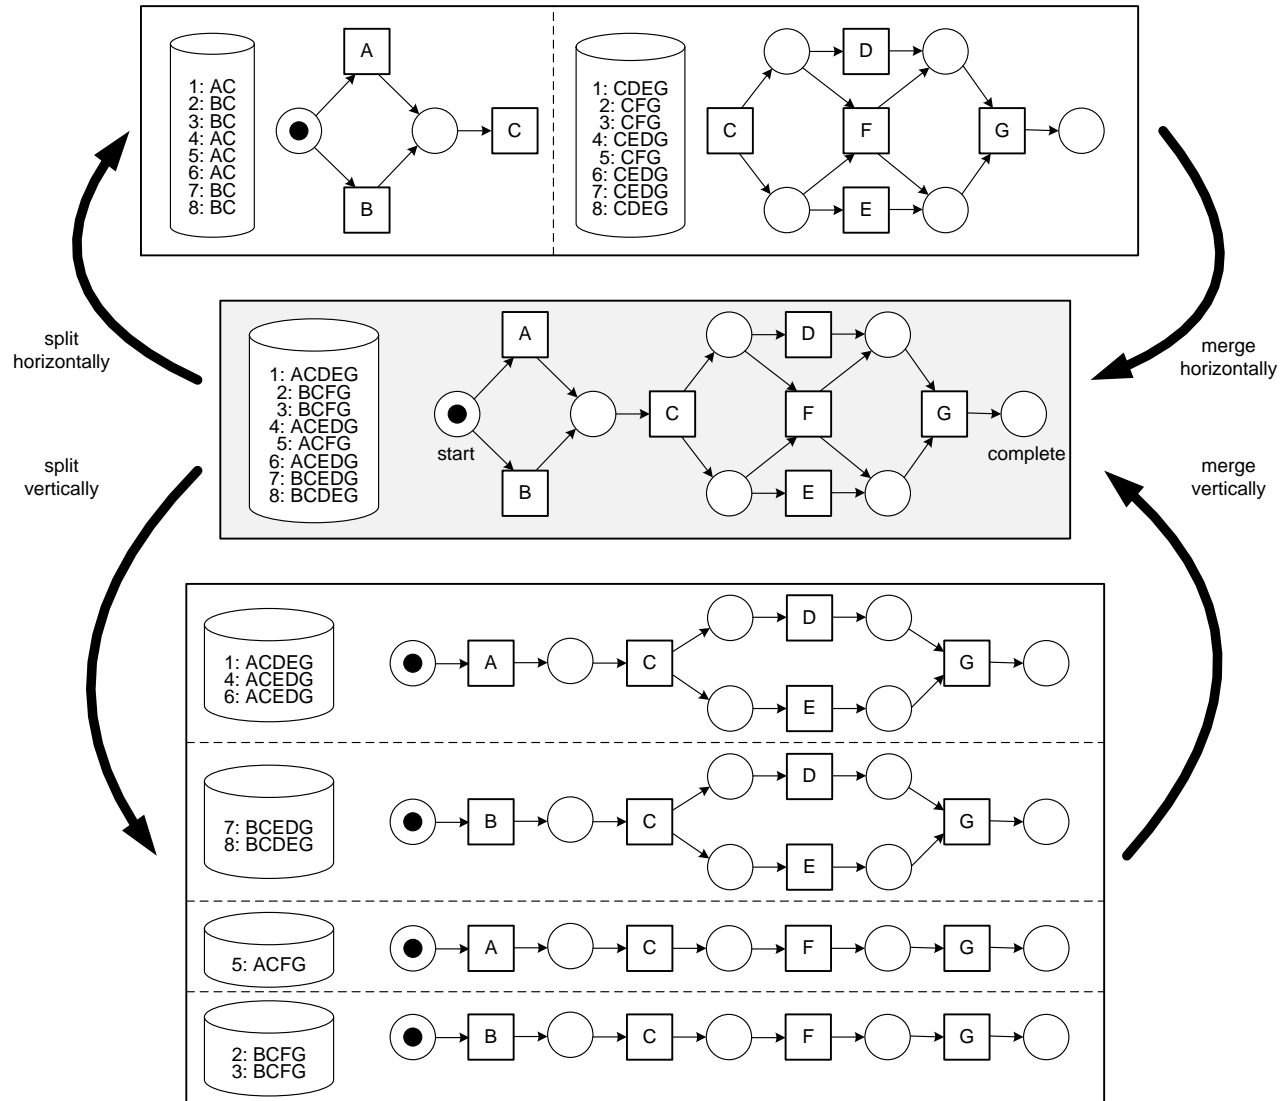 A
1: AC
2: BC
3: BC
4: AC
5: AC
6: AC
7: BC
8: BC
C
B
D
1: CDEG
2: CFG
3: CFG
4: CEDG
5: CFG
6: CEDG
7: CEDG
8: CDEG
C
F
G
E
split
horizontally
merge
horizontally
A
D
1: ACDEG
2: BCFG
3: BCFG
4: ACEDG
5: ACFG
6: ACEDG
7: BCEDG
8: BCDEG
C
F
G
start
complete
B
E
split
vertically
merge
vertically
D
1: ACDEG
4: ACEDG
6: ACEDG
A
C
G
E
D
7: BCEDG
8: BCDEG
B
C
G
E
5: ACFG
A
C
F
G
2: BCFG
3: BCFG
B
C
F
G